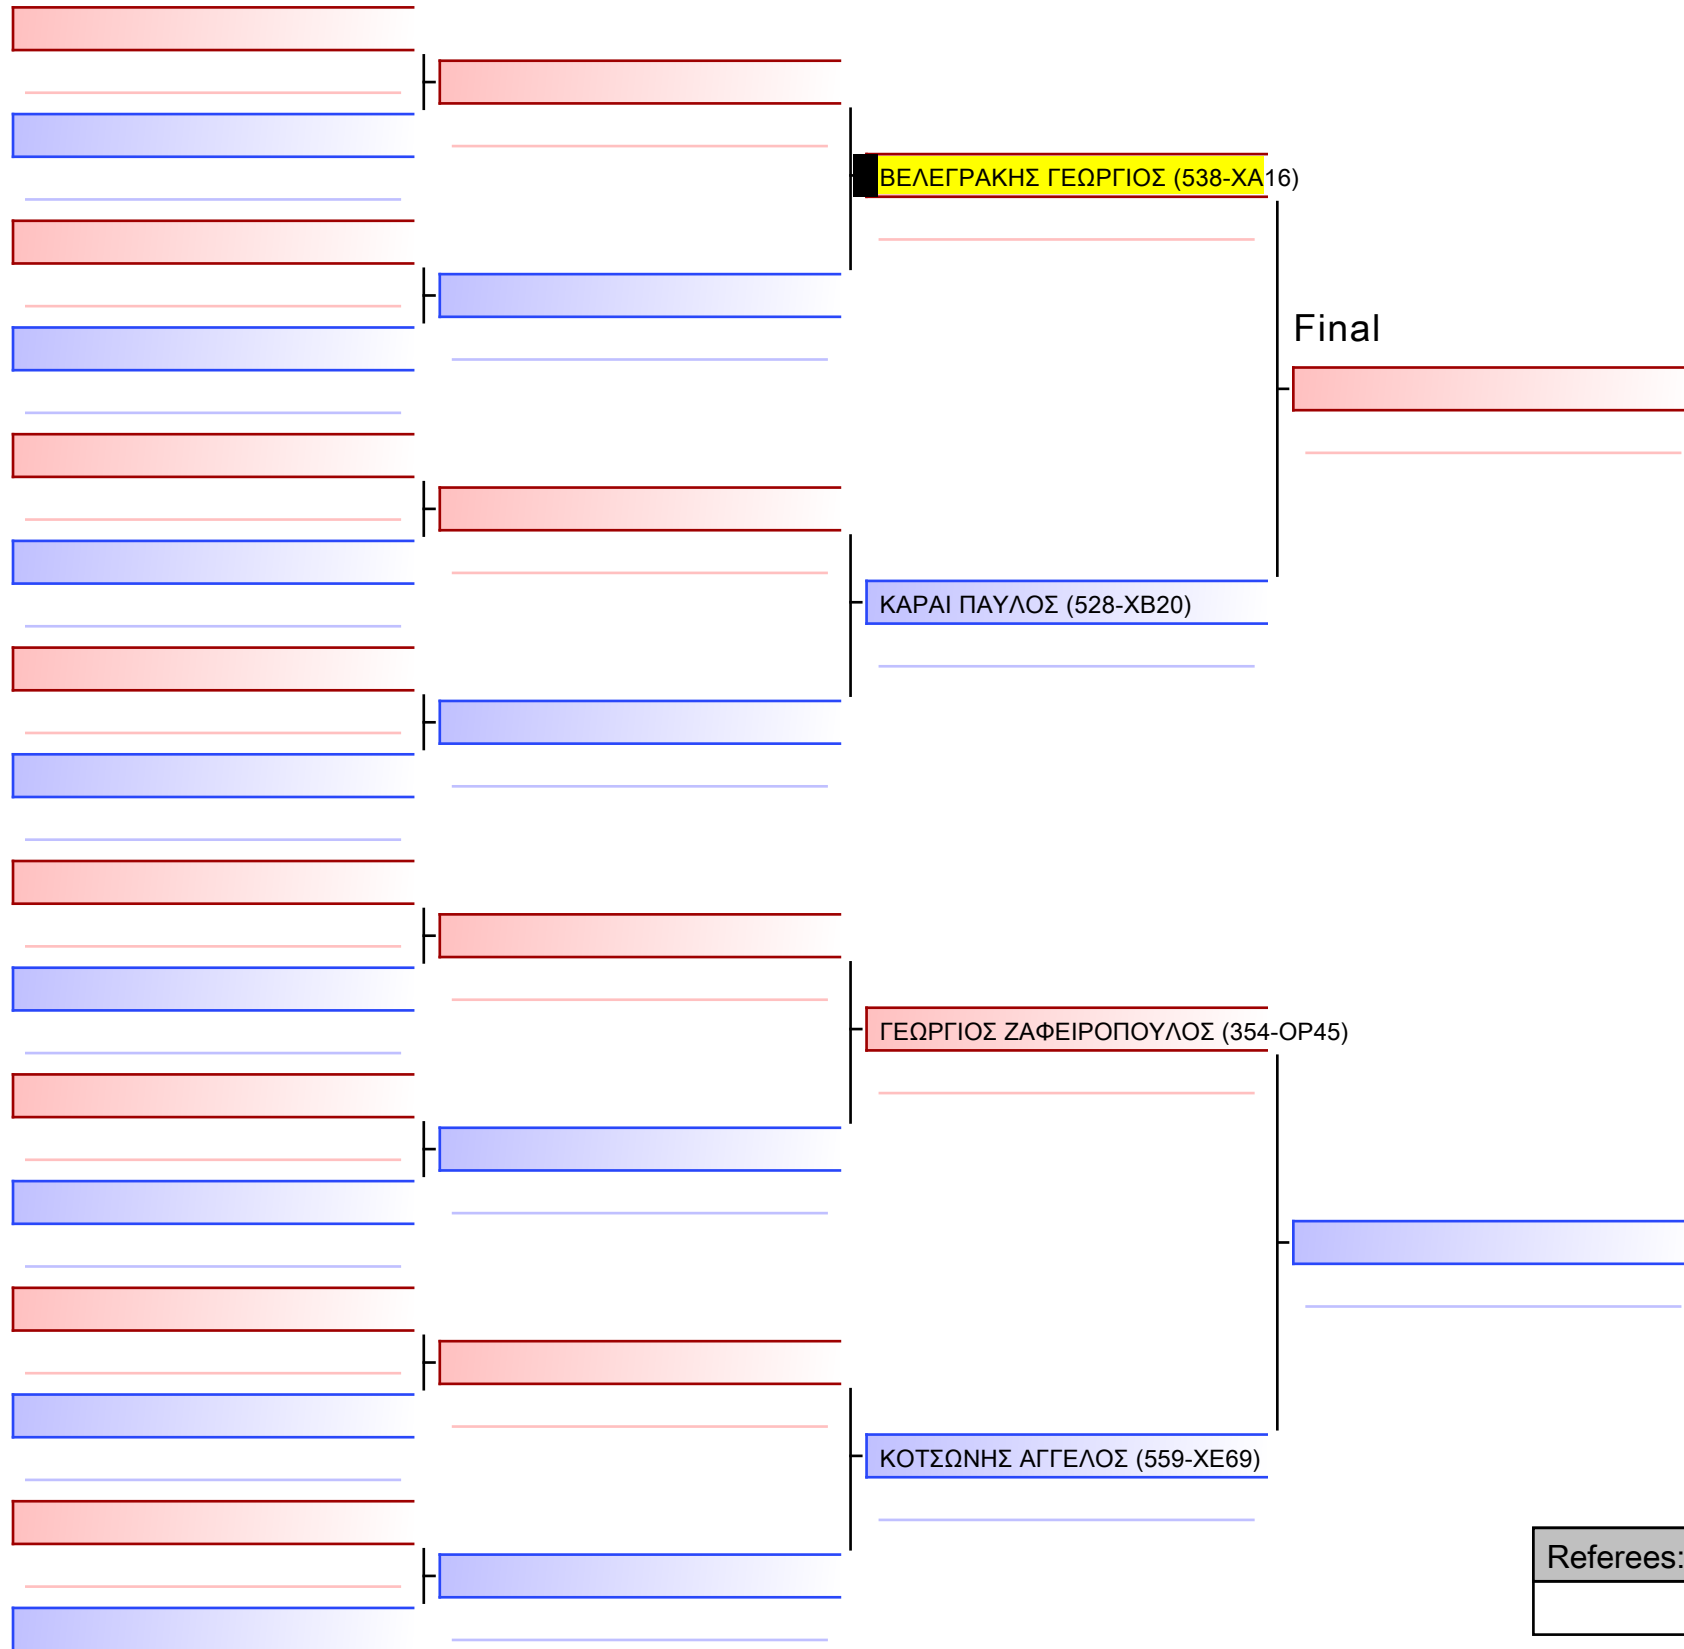 ΒΕΛΕΓΡΑΚΗΣ ΓΕΩΡΓΙΟΣ (538-ΧΑ16)
Final
ΚΑΡΑΙ ΠΑΥΛΟΣ (528-ΧΒ20)
ΓΕΩΡΓΙΟΣ ΖΑΦΕΙΡΟΠΟΥΛΟΣ (354-ΟΡ45)
ΚΟΤΣΩΝΗΣ ΑΓΓΕΛΟΣ (559-ΧΕ69)
Referees: